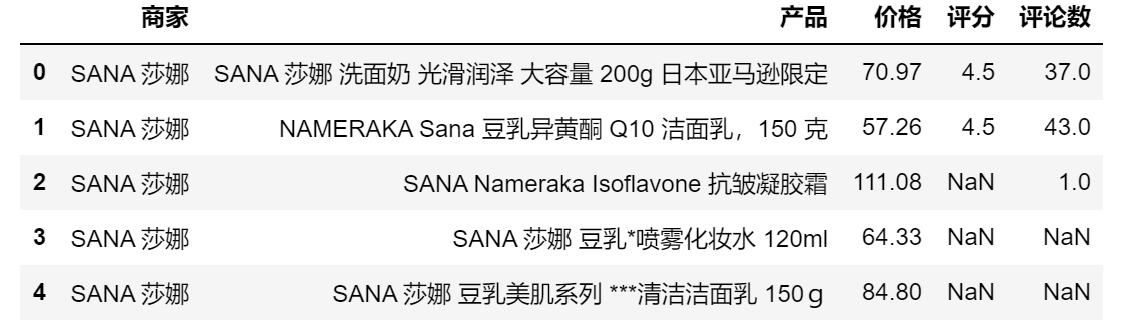 商家 产品 价格 评分 评论数
0 SANA 莎娜 SANA 莎娜 洗面奶 光滑润泽 大容量 200g 日本亚马逊限定 70.97 4.5 37.0
1 SANA 莎娜 NAMERAKA Sana 豆乳异黄酮 Q10 洁面乳，150 克 57.26 4.5 43.0
2 SANA 莎娜 SANA Nameraka Isoflavone 抗皱凝胶霜 111.08 NaN 1.0
3 SANA 莎娜 SANA 莎娜 豆乳*喷雾化妆水 120ml 64.33 NaN NaN
4 SANA 莎娜 SANA 莎娜 豆乳美肌系列 ***清洁洁面乳 150ｇ 84.80 NaN NaN